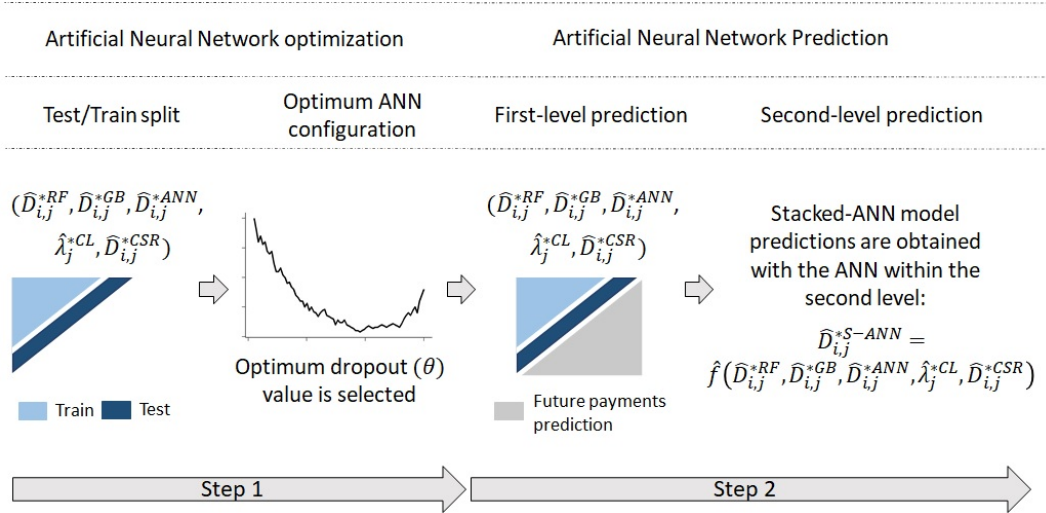 Artificial Neural Network optimization
Artificial Neural Network Prediction
Test/Train split
Optimum ANN
configuration
First-level prediction
Second-level prediction
(D̂*RF i,j, D̂*GB i,j, D̂*ANN i,j,
λ̂*CL j, D̂*CSR i,j)
Optimum dropout (θ)
value is selected
Train
Test
(D̂*RF i,j, D̂*GB i,j, D̂*ANN i,j,
λ̂*CL j, D̂*CSR i,j)
Future payments
prediction
Stacked-ANN model
predictions are obtained
with the ANN within the
second level:
D̂*S−ANN i,j =
f̂(D̂*RF i,j, D̂*GB i,j, D̂*ANN i,j, λ̂*CL j, D̂*CSR i,j)
Step 1
Step 2